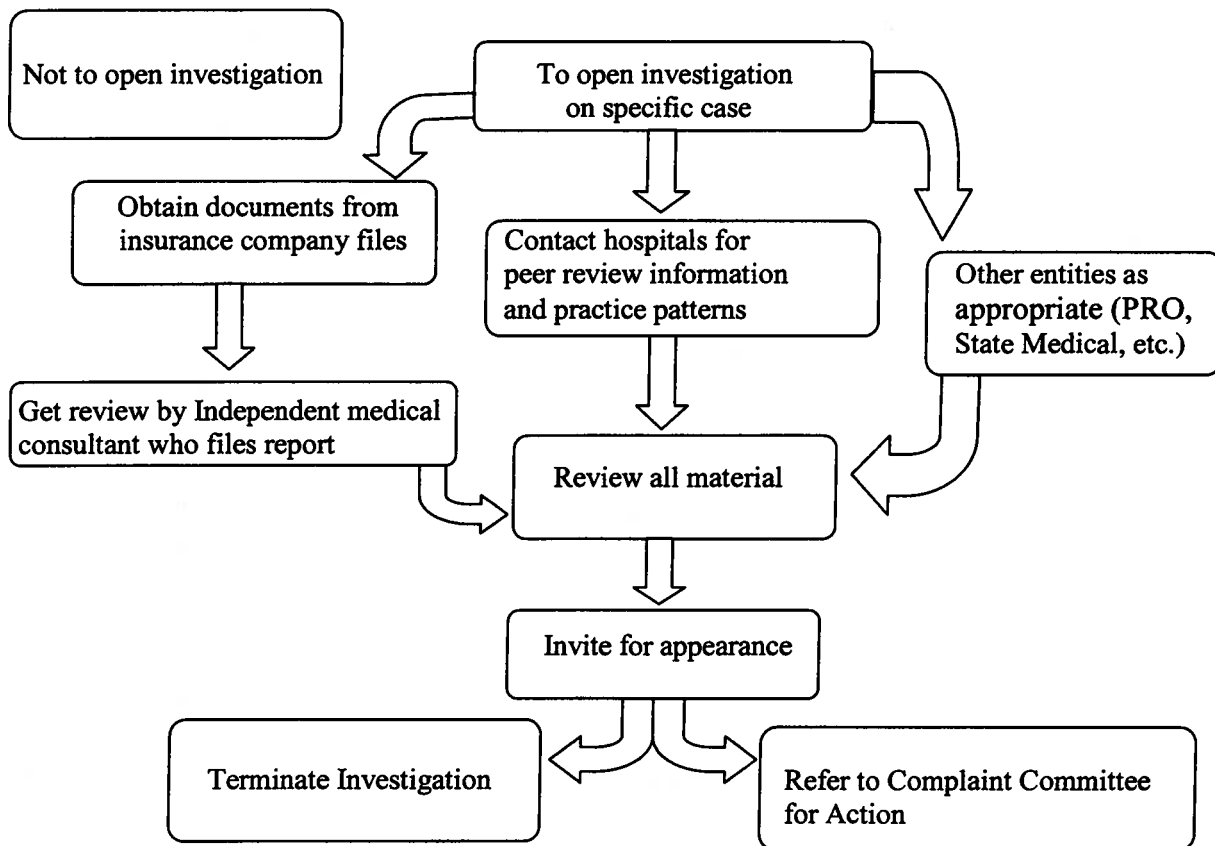 Not to open investigation
To open investigation
on specific case
Obtain documents from
insurance company files
Contact hospitals for
peer review information
and practice patterns
Other entities as
appropriate (PRO,
State Medical, etc.)
Get review by Independent medical
consultant who files report
Review all material
Invite for appearance
Terminate Investigation
Refer to Complaint Committee
for Action